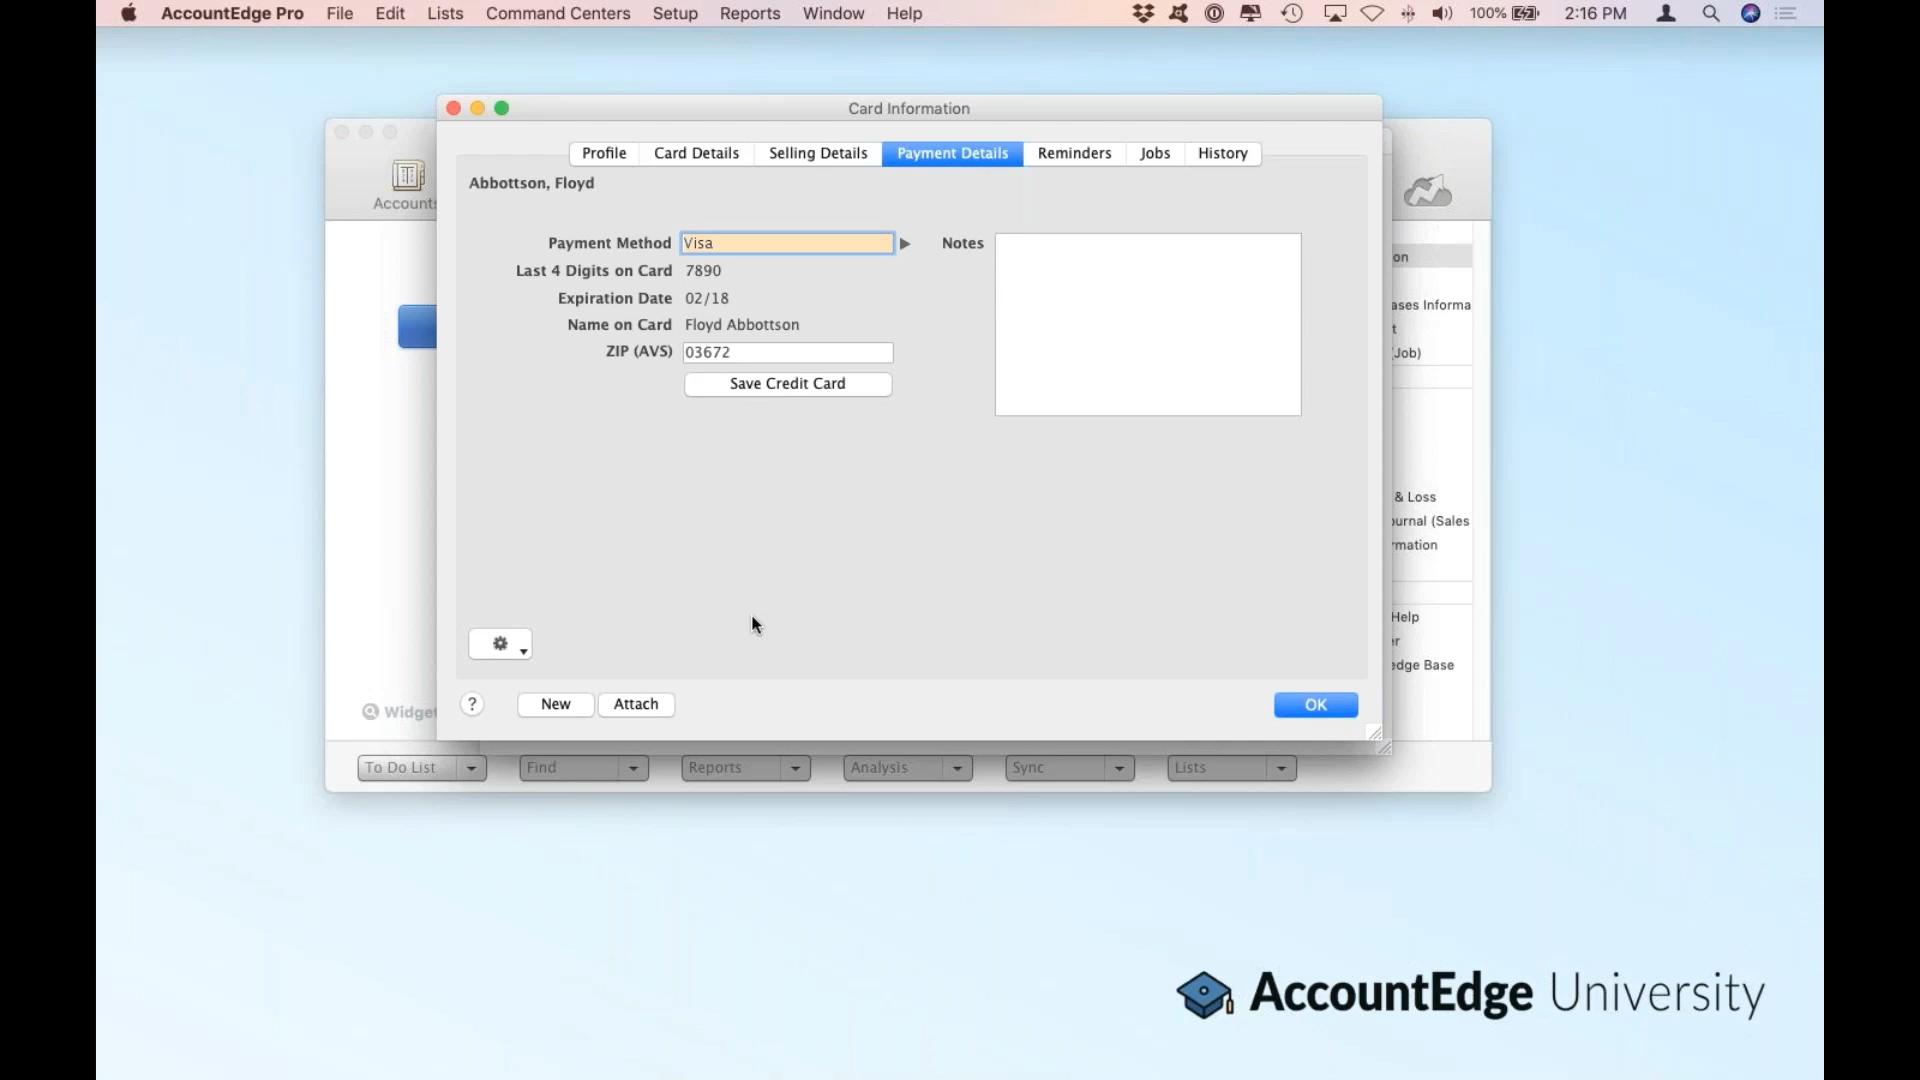 AccountEdge Pro File Edit Lists Command Centers Setup Reports Window Help 100% 2:16 PM
Card Information
Profile Card Details Selling Details Payment Details Reminders Jobs History
Abbottson, Floyd
Accounts
Payment Method Visa Notes
Last 4 Digits on Card 7890
Expiration Date 02/18
Name on Card Floyd Abbottson
ZIP (AVS) 03672
Save Credit Card
on
ases Informa
t
(Job)
& Loss
ournal (Sales
rmation
Help
er
edge Base
Widget
? New Attach OK
To Do List Find Reports Analysis Sync Lists
AccountEdge University